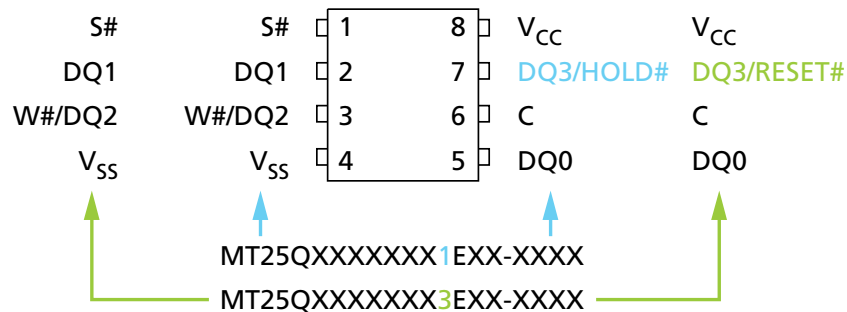 S# S# 1 8 VCC VCC
DQ1 DQ1 2 7 DQ3/HOLD# DQ3/RESET#
W#/DQ2 W#/DQ2 3 6 C C
VSS VSS 4 5 DQ0 DQ0
MT25QXXXXXXX1EXX-XXXX
MT25QXXXXXXX3EXX-XXXX